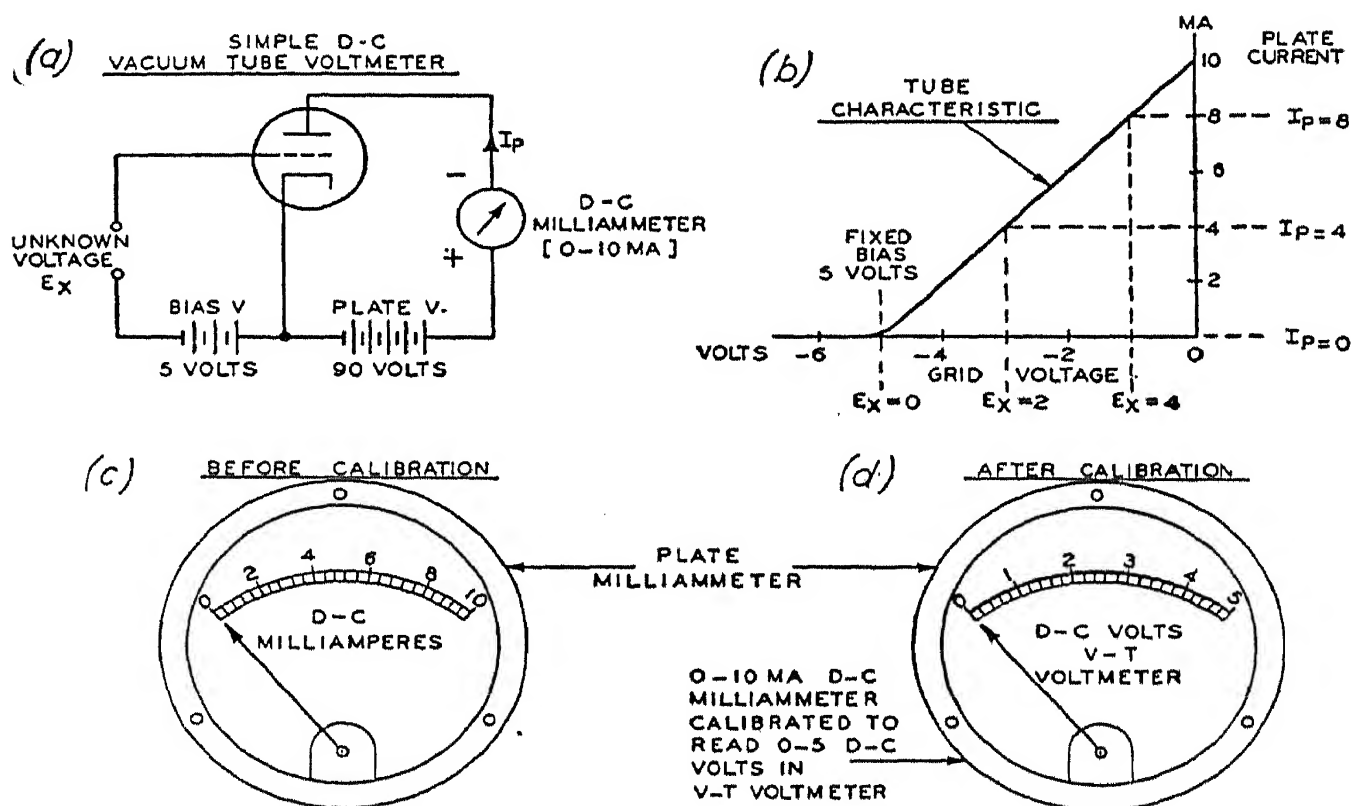 (a)
SIMPLE D-C
VACUUM TUBE VOLTMETER
IP
-
+
D-C
MILLIAMMETER
[0-10 MA]
UNKNOWN
VOLTAGE
EX
BIAS V
5 VOLTS
PLATE V-
90 VOLTS
(b)
MA
PLATE
CURRENT
TUBE
CHARACTERISTIC
10
8
6
4
2
IP=8
IP=4
IP=0
FIXED
BIAS
5 VOLTS
VOLTS -6 -4 -2 0
GRID VOLTAGE
EX=0 EX=2 EX=4
(c)
BEFORE CALIBRATION
0 2 4 6 8 10
D-C
MILLIAMPERES
PLATE
MILLIAMMETER
(d)
AFTER CALIBRATION
0 1 2 3 4 5
D-C VOLTS
V-T
VOLTMETER
0-10 MA D-C
MILLIAMMETER
CALIBRATED TO
READ 0-5 D-C
VOLTS IN
V-T VOLTMETER